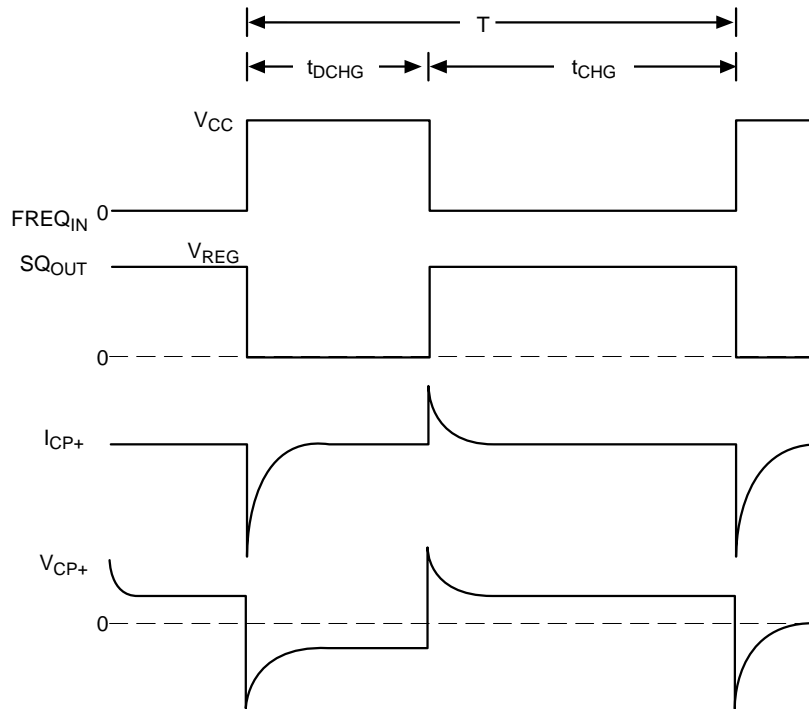 T
tDCHG
tCHG
VCC
0
FREQIN
VREG
SQOUT
0
ICP+
VCP+
0